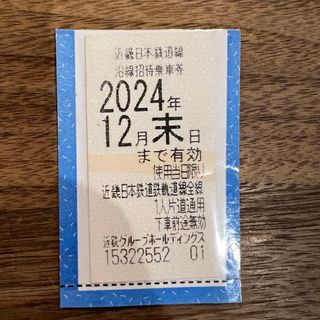 近畿日本鉄道線
沿線招待乗車券
2024年
12月末日
まで有効
使用当日限り
近畿日本鉄道鉄軌道線全線
1人片道通用
下車前途無効
近鉄グループホールディングス
15322552 01